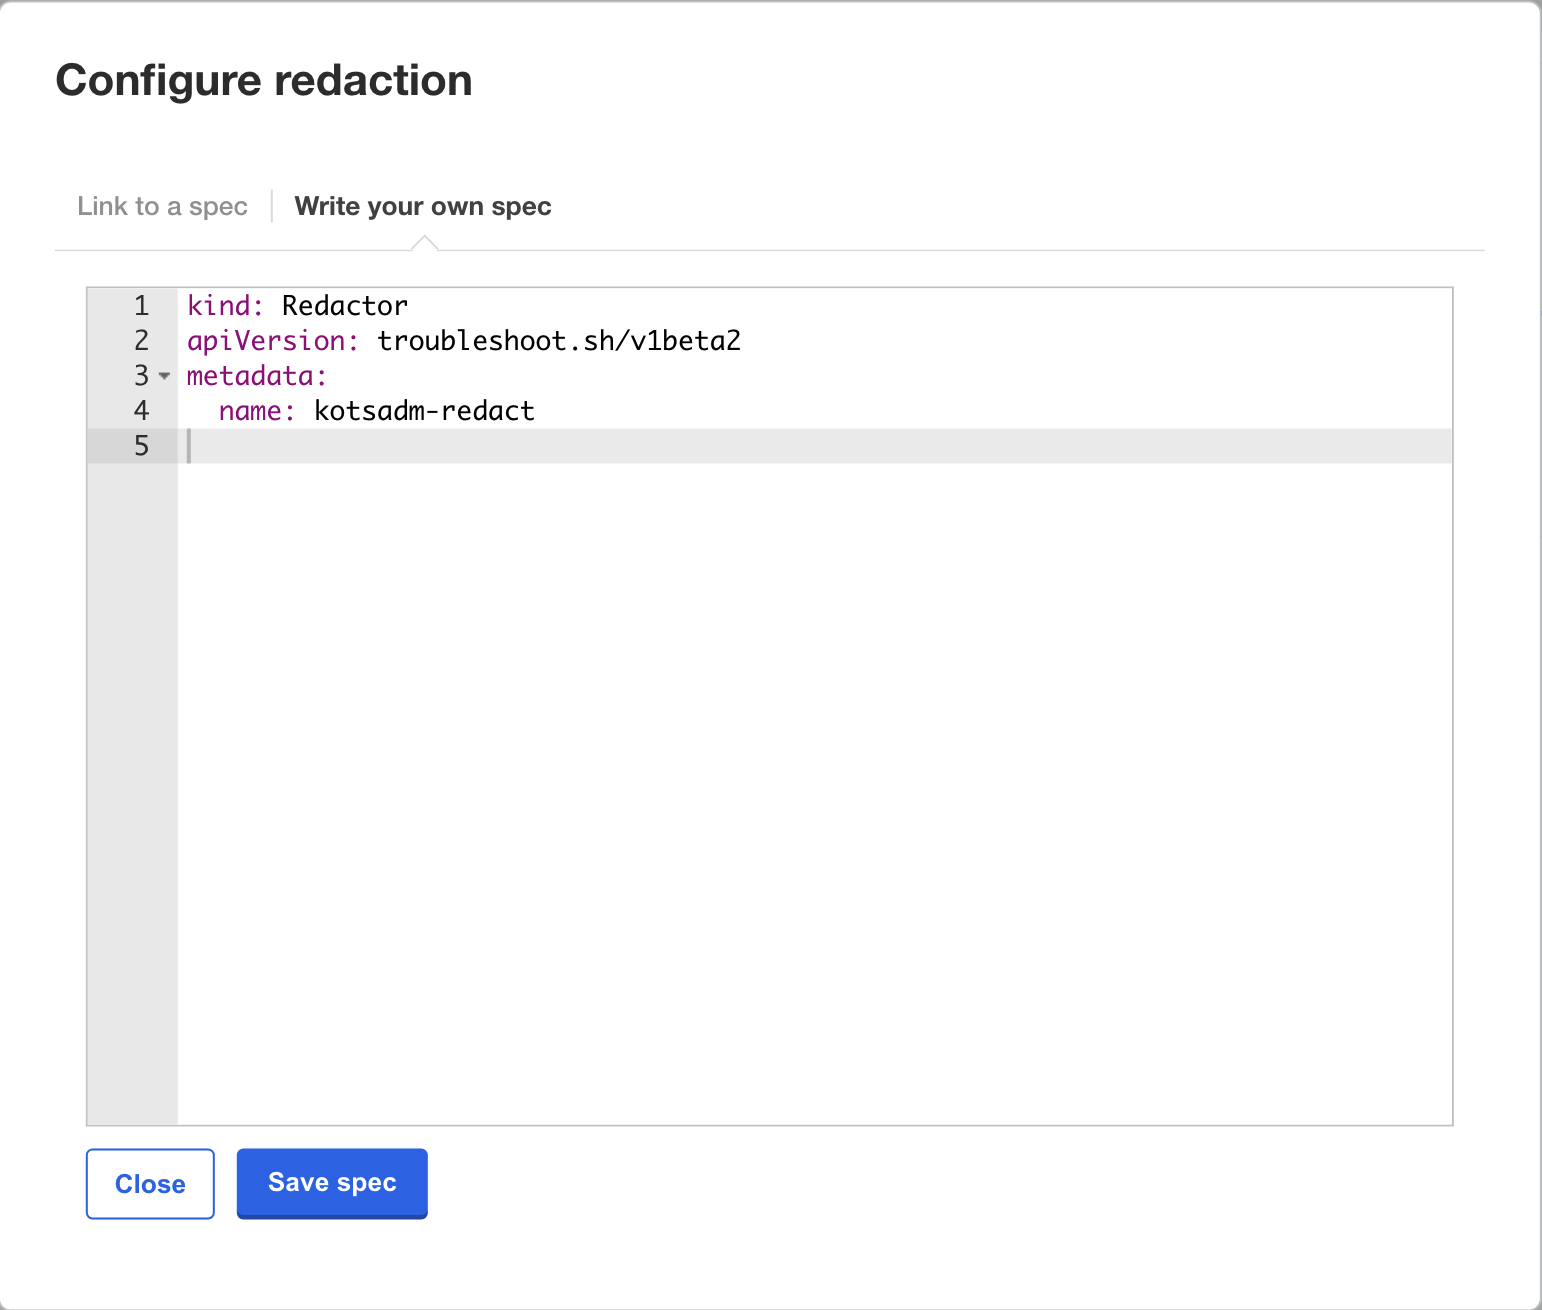 Configure redaction
Link to a spec
Write your own spec
1 kind: Redactor
2 apiVersion: troubleshoot.sh/v1beta2
3 metadata:
4   name: kotsadm-redact
5
Close
Save spec